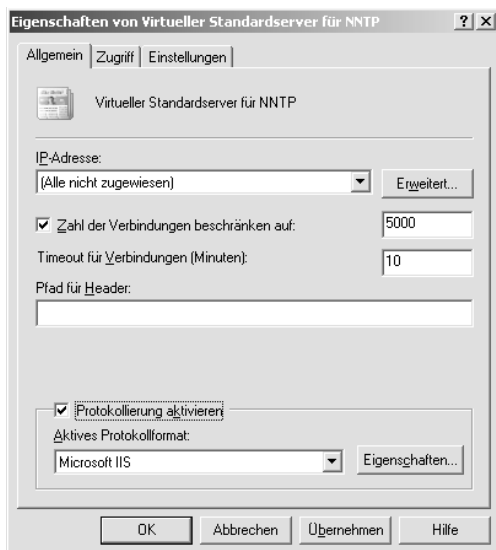 Eigenschaften von Virtueller Standardserver für NNTP
Allgemein Zugriff Einstellungen
Virtueller Standardserver für NNTP
IP-Adresse:
(Alle nicht zugewiesen) Erweitert...
Zahl der Verbindungen beschränken auf: 5000
Timeout für Verbindungen (Minuten): 10
Pfad für Header:
Protokollierung aktivieren
Aktives Protokollformat:
Microsoft IIS Eigenschaften...
OK Abbrechen Übernehmen Hilfe